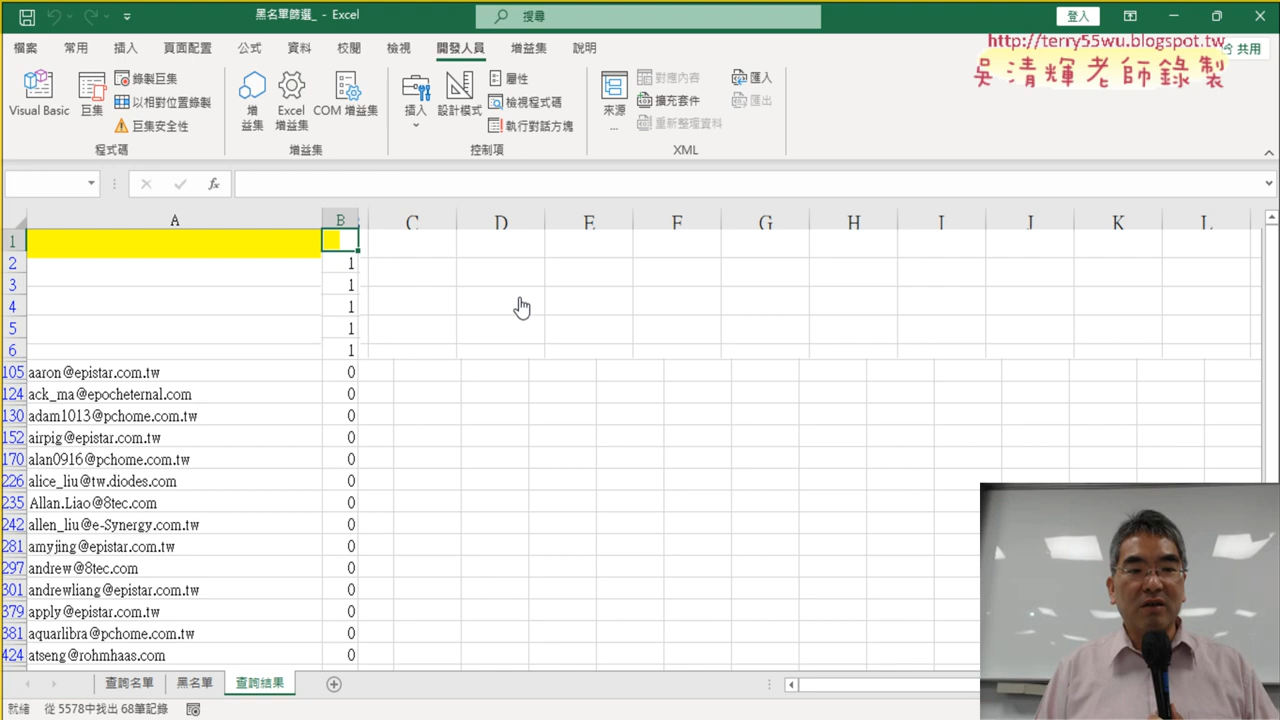 黑名單篩選_ - Excel
搜尋
登入
http://terry55wu.blogspot.tw
吳清輝老師錄製
檔案 常用 插入 頁面配置 公式 資料 校閱 檢視 開發人員 增益集 說明
共用
Visual Basic
巨集
錄製巨集
以相對位置錄製
巨集安全性
程式碼
增益集
Excel 增益集
COM 增益集
增益集
插入
設計模式
屬性
檢視程式碼
執行對話方塊
控制項
來源
...
對應內容
擴充套件
重新整理資料
匯入
匯出
XML
fx
A B C D E F G H I J K L
1
2 1
3 1
4 1
5 1
6 1
105 aaron@epistar.com.tw 0
124 ack_ma@epocheternal.com 0
130 adam1013@pchome.com.tw 0
152 airpig@epistar.com.tw 0
170 alan0916@pchome.com.tw 0
226 alice_liu@tw.diodes.com 0
235 Allan.Liao@8tec.com 0
242 allen_liu@e-Synergy.com.tw 0
281 amyjing@epistar.com.tw 0
297 andrew@8tec.com 0
301 andrewliang@epistar.com.tw 0
379 apply@epistar.com.tw 0
381 aquarlibra@pchome.com.tw 0
424 atseng@rohmhaas.com 0
查詢名單 黑名單 查詢結果
就緒 從 5578中找出 68筆記錄